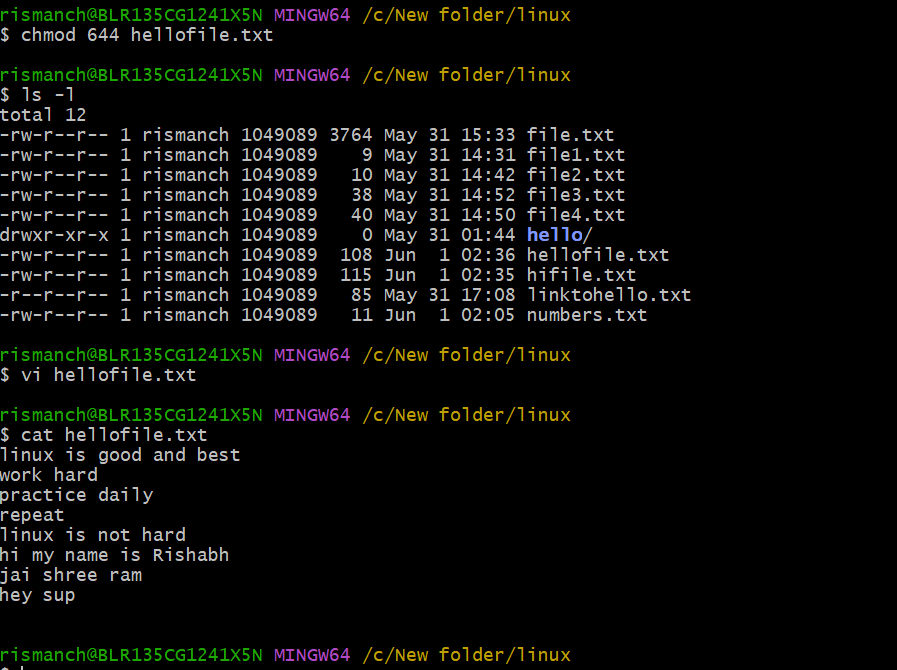 rismanch@BLR135CG1241X5N MINGW64 /c/New folder/linux
$ chmod 644 hellofile.txt
rismanch@BLR135CG1241X5N MINGW64 /c/New folder/linux
$ ls -l
total 12
-rw-r--r-- 1 rismanch 1049089 3764 May 31 15:33 file.txt
-rw-r--r-- 1 rismanch 1049089    9 May 31 14:31 file1.txt
-rw-r--r-- 1 rismanch 1049089   10 May 31 14:42 file2.txt
-rw-r--r-- 1 rismanch 1049089   38 May 31 14:52 file3.txt
-rw-r--r-- 1 rismanch 1049089   40 May 31 14:50 file4.txt
drwxr-xr-x 1 rismanch 1049089    0 May 31 01:44 hello/
-rw-r--r-- 1 rismanch 1049089  108 Jun  1 02:36 hellofile.txt
-rw-r--r-- 1 rismanch 1049089  115 Jun  1 02:35 hifile.txt
-r--r--r-- 1 rismanch 1049089   85 May 31 17:08 linktohello.txt
-rw-r--r-- 1 rismanch 1049089   11 Jun  1 02:05 numbers.txt
rismanch@BLR135CG1241X5N MINGW64 /c/New folder/linux
$ vi hellofile.txt
rismanch@BLR135CG1241X5N MINGW64 /c/New folder/linux
$ cat hellofile.txt
linux is good and best
work hard
practice daily
repeat
linux is not hard
hi my name is Rishabh
jai shree ram
hey sup
rismanch@BLR135CG1241X5N MINGW64 /c/New folder/linux